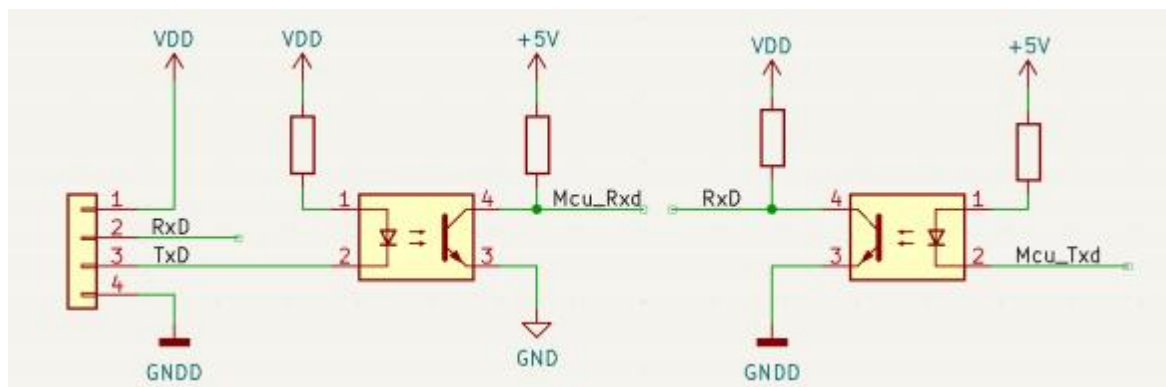 VDD VDD +5V VDD +5V
1 RxD
2
3 TxD
4
GNDD
1 2 4 3
Mcu_Rxd
GND
RxD
4 3 1 2
Mcu_Txd
GNDD